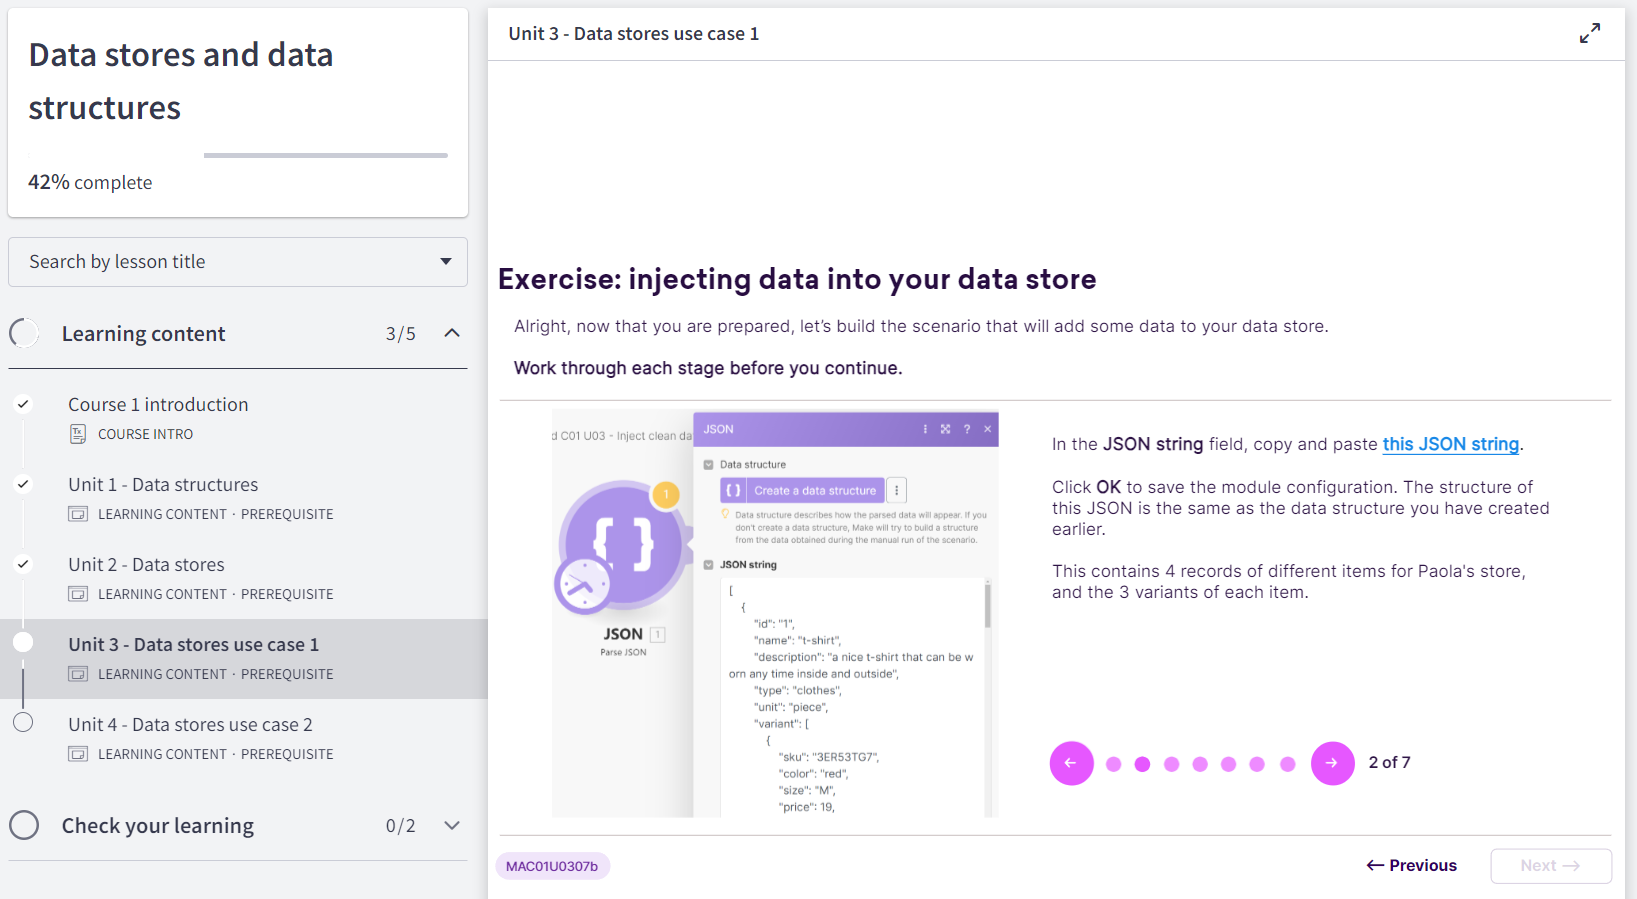 Data stores and data
structures
42% complete
Search by lesson title
Learning content 3/5
Course 1 introduction
Tx COURSE INTRO
Unit 1 - Data structures
LEARNING CONTENT · PREREQUISITE
Unit 2 - Data stores
LEARNING CONTENT · PREREQUISITE
Unit 3 - Data stores use case 1
LEARNING CONTENT · PREREQUISITE
Unit 4 - Data stores use case 2
LEARNING CONTENT · PREREQUISITE
Check your learning 0/2
Unit 3 - Data stores use case 1
Exercise: injecting data into your data store
Alright, now that you are prepared, let's build the scenario that will add some data to your data store.
Work through each stage before you continue.
d C01 U03 - Inject clean da
1
{ }
JSON 1
Parse JSON
JSON ?
Data structure
{ } Create a data structure
Data structure describes how the parsed data will appear. If you
don't create a data structure, Make will try to build a structure
from the data obtained during the manual run of the scenario.
JSON string
[
{
"id": "1",
"name": "t-shirt",
"description": "a nice t-shirt that can be w
orn any time inside and outside",
"type": "clothes",
"unit": "piece",
"variant": [
{
"sku": "3ER53TG7",
"color": "red",
"size": "M",
"price": 19,
In the JSON string field, copy and paste this JSON string.
Click OK to save the module configuration. The structure of
this JSON is the same as the data structure you have created
earlier.
This contains 4 records of different items for Paola's store,
and the 3 variants of each item.
2 of 7
MAC01U0307b
← Previous
Next →